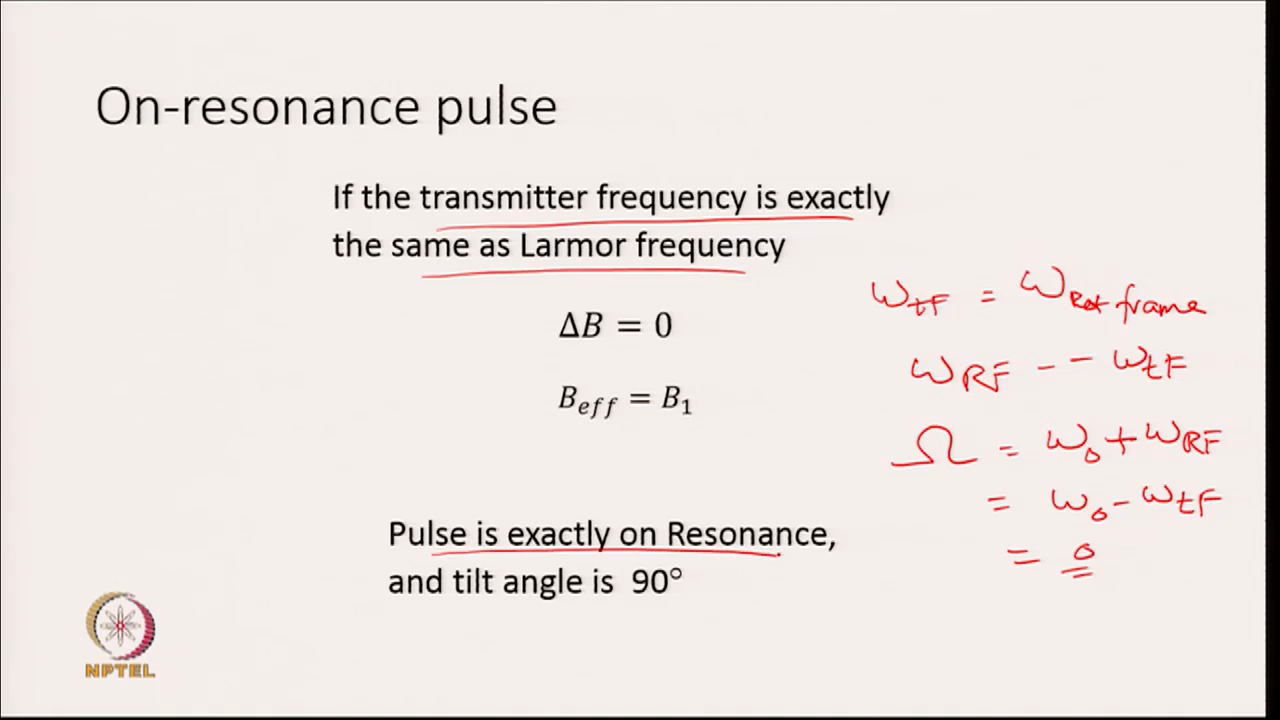 On-resonance pulse
If the transmitter frequency is exactly
the same as Larmor frequency
ΔB = 0
B_eff = B_1
ω_tF = ω_Rot frame
ω_RF -- ω_tF
Ω = ω_0 + ω_RF
= ω_0 - ω_tF
= 0
Pulse is exactly on Resonance,
and tilt angle is 90°
NPTEL